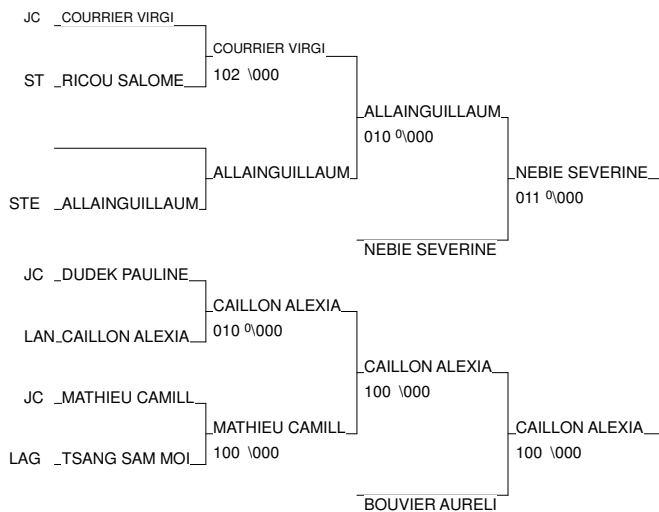 JC COURRIER VIRGI
COURRIER VIRGI
102 \000
ST RICOU SALOME
ALLAINGUILLAUM
010 0\000
ALLAINGUILLAUM
STE ALLAINGUILLAUM
NEBIE SEVERINE
011 0\000
NEBIE SEVERINE
JC DUDEK PAULINE
CAILLON ALEXIA
010 0\000
LAN CAILLON ALEXIA
CAILLON ALEXIA
100 \000
JC MATHIEU CAMILL
MATHIEU CAMILL
100 \000
LAG TSANG SAM MOI
CAILLON ALEXIA
100 \000
BOUVIER AURELI